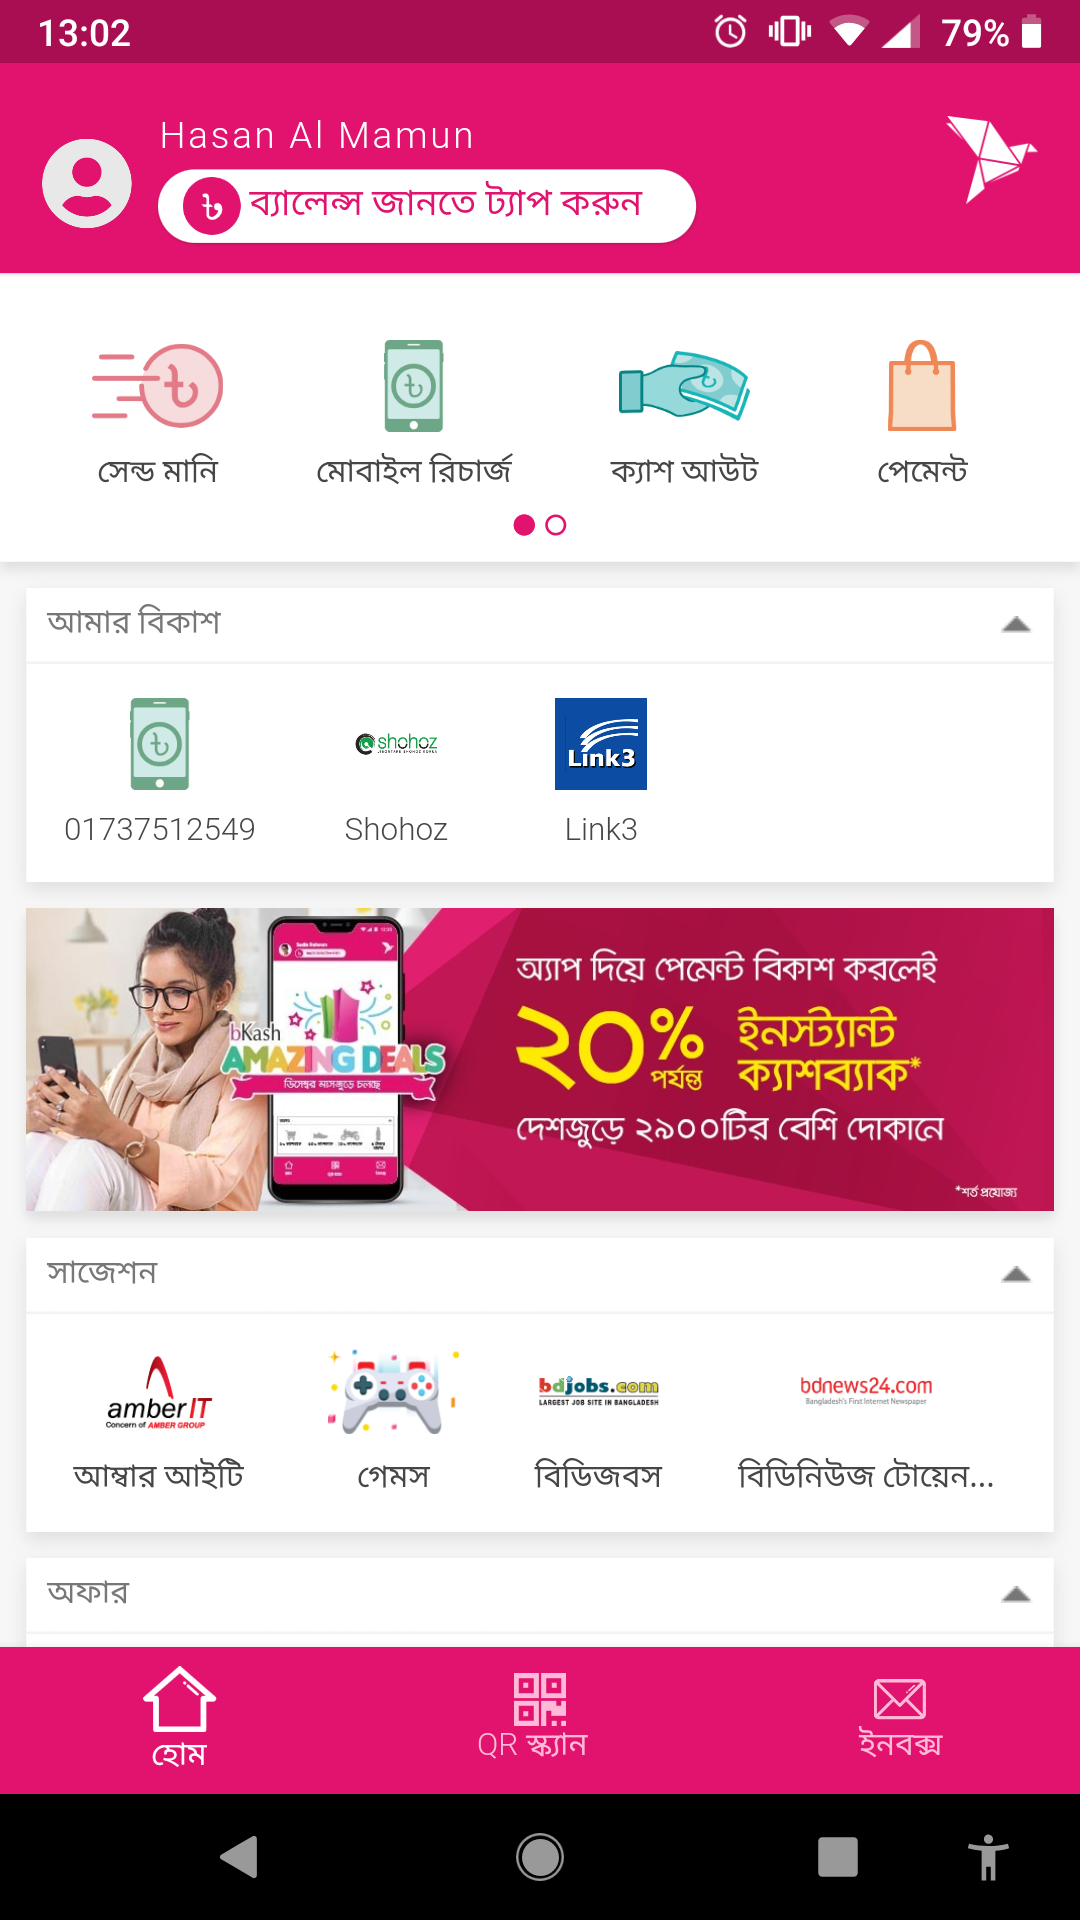 13:02
79%
Hasan Al Mamun
ব্যালেন্স জানতে ট্যাপ করুন
সেন্ড মানি
মোবাইল রিচার্জ
ক্যাশ আউট
পেমেন্ট
আমার বিকাশ
shohoz
Link3
01737512549
Shohoz
Link3
অ্যাপ দিয়ে পেমেন্ট বিকাশ করলেই
২০% পর্যন্ত
ইনস্ট্যান্ট
ক্যাশব্যাক*
দেশজুড়ে ২৯০০টির বেশি দোকানে
*শর্ত প্রযোজ্য
bKash
AMAZING DEALS
ডিসেম্বর মাসজুড়ে চলছে
সাজেশন
amberIT
Concern of AMBER GROUP
bdjobs.com
LARGEST JOB SITE IN BANGLADESH
bdnews24.com
Bangladesh's First Internet Newspaper
আম্বার আইটি
গেমস
বিডিজবস
বিডিনিউজ টোয়েন...
অফার
হোম
QR স্ক্যান
ইনবক্স